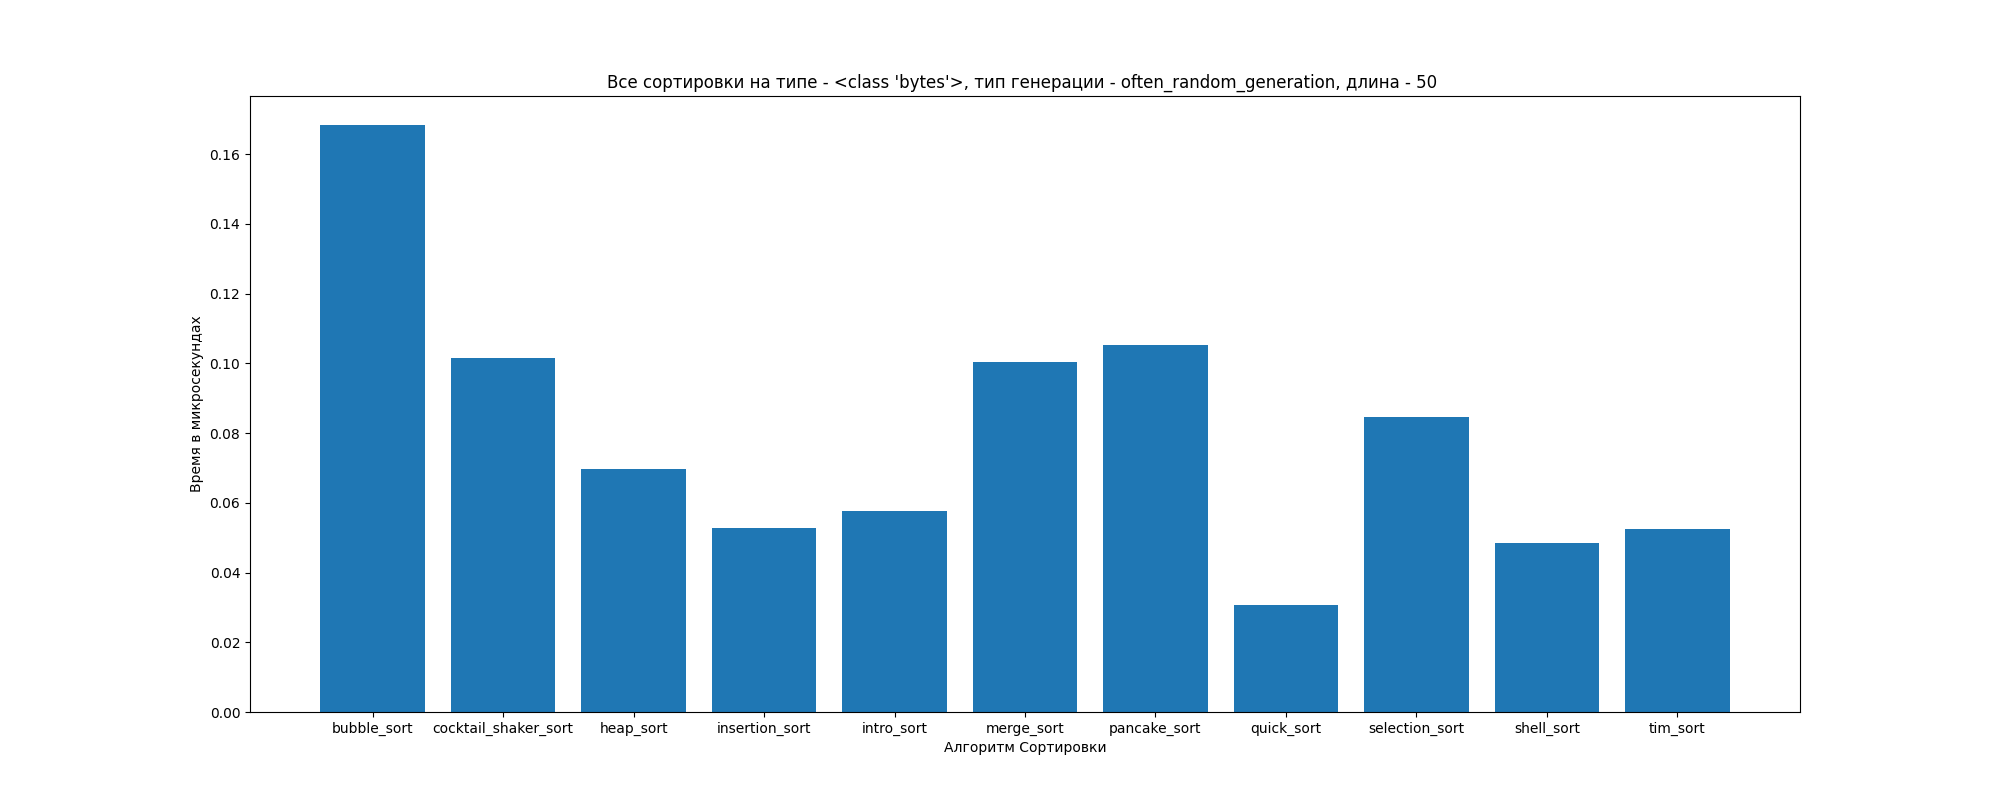 Все сортировки на типе - <class 'bytes'>, тип генерации - often_random_generation, длина - 50
Время в микросекундах
0.16
0.14
0.12
0.10
0.08
0.06
0.04
0.02
0.00
bubble_sort cocktail_shaker_sort heap_sort insertion_sort intro_sort merge_sort pancake_sort quick_sort selection_sort shell_sort tim_sort
Алгоритм Сортировки